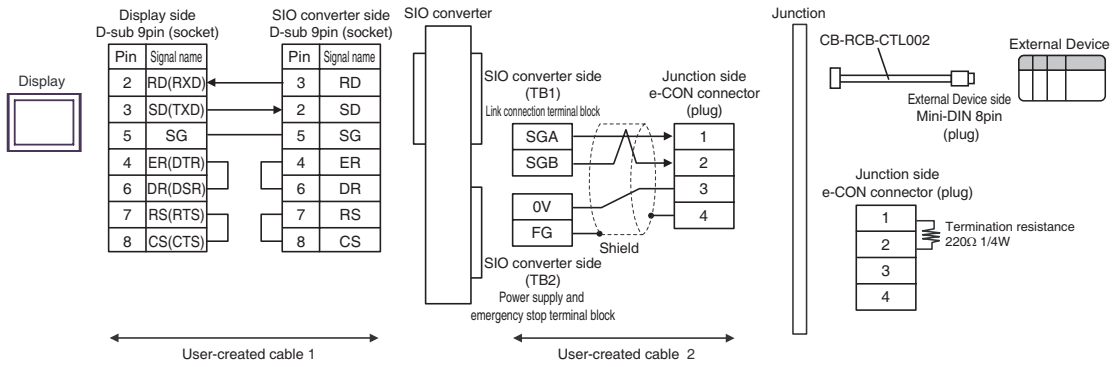 Display
Display side
D-sub 9pin (socket)
Pin Signal name
2 RD(RXD)
3 SD(TXD)
5 SG
4 ER(DTR)
6 DR(DSR)
7 RS(RTS)
8 CS(CTS)
SIO converter side
D-sub 9pin (socket)
Pin Signal name
3 RD
2 SD
5 SG
4 ER
6 DR
7 RS
8 CS
User-created cable 1
SIO converter
SIO converter side
(TB1)
Link connection terminal block
SGA
SGB
0V
FG
Shield
SIO converter side
(TB2)
Power supply and
emergency stop terminal block
Junction side
e-CON connector
(plug)
1
2
3
4
User-created cable 2
Junction
CB-RCB-CTL002
External Device side
Mini-DIN 8pin
(plug)
External Device
Junction side
e-CON connector (plug)
1
2
3
4
Termination resistance
220Ω 1/4W